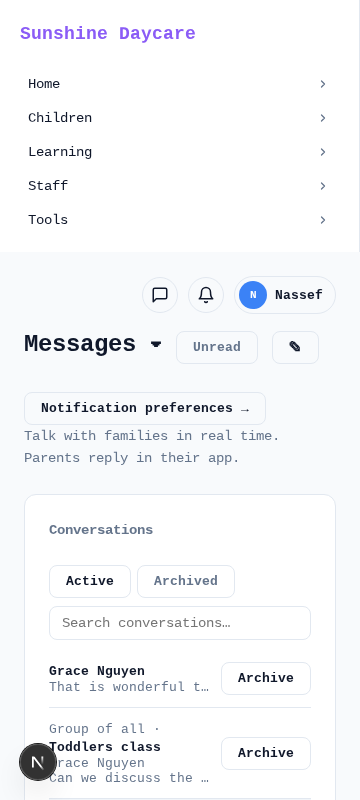 Sunshine Daycare
Home
Children
Learning
Staff
Tools
N Nassef
Messages Unread
Notification preferences →
Talk with families in real time.
Parents reply in their app.
Conversations
Active Archived
Search conversations…
Grace Nguyen
That is wonderful t…
Archive
Group of all ·
Toddlers class
Grace Nguyen
Can we discuss the …
Archive
N